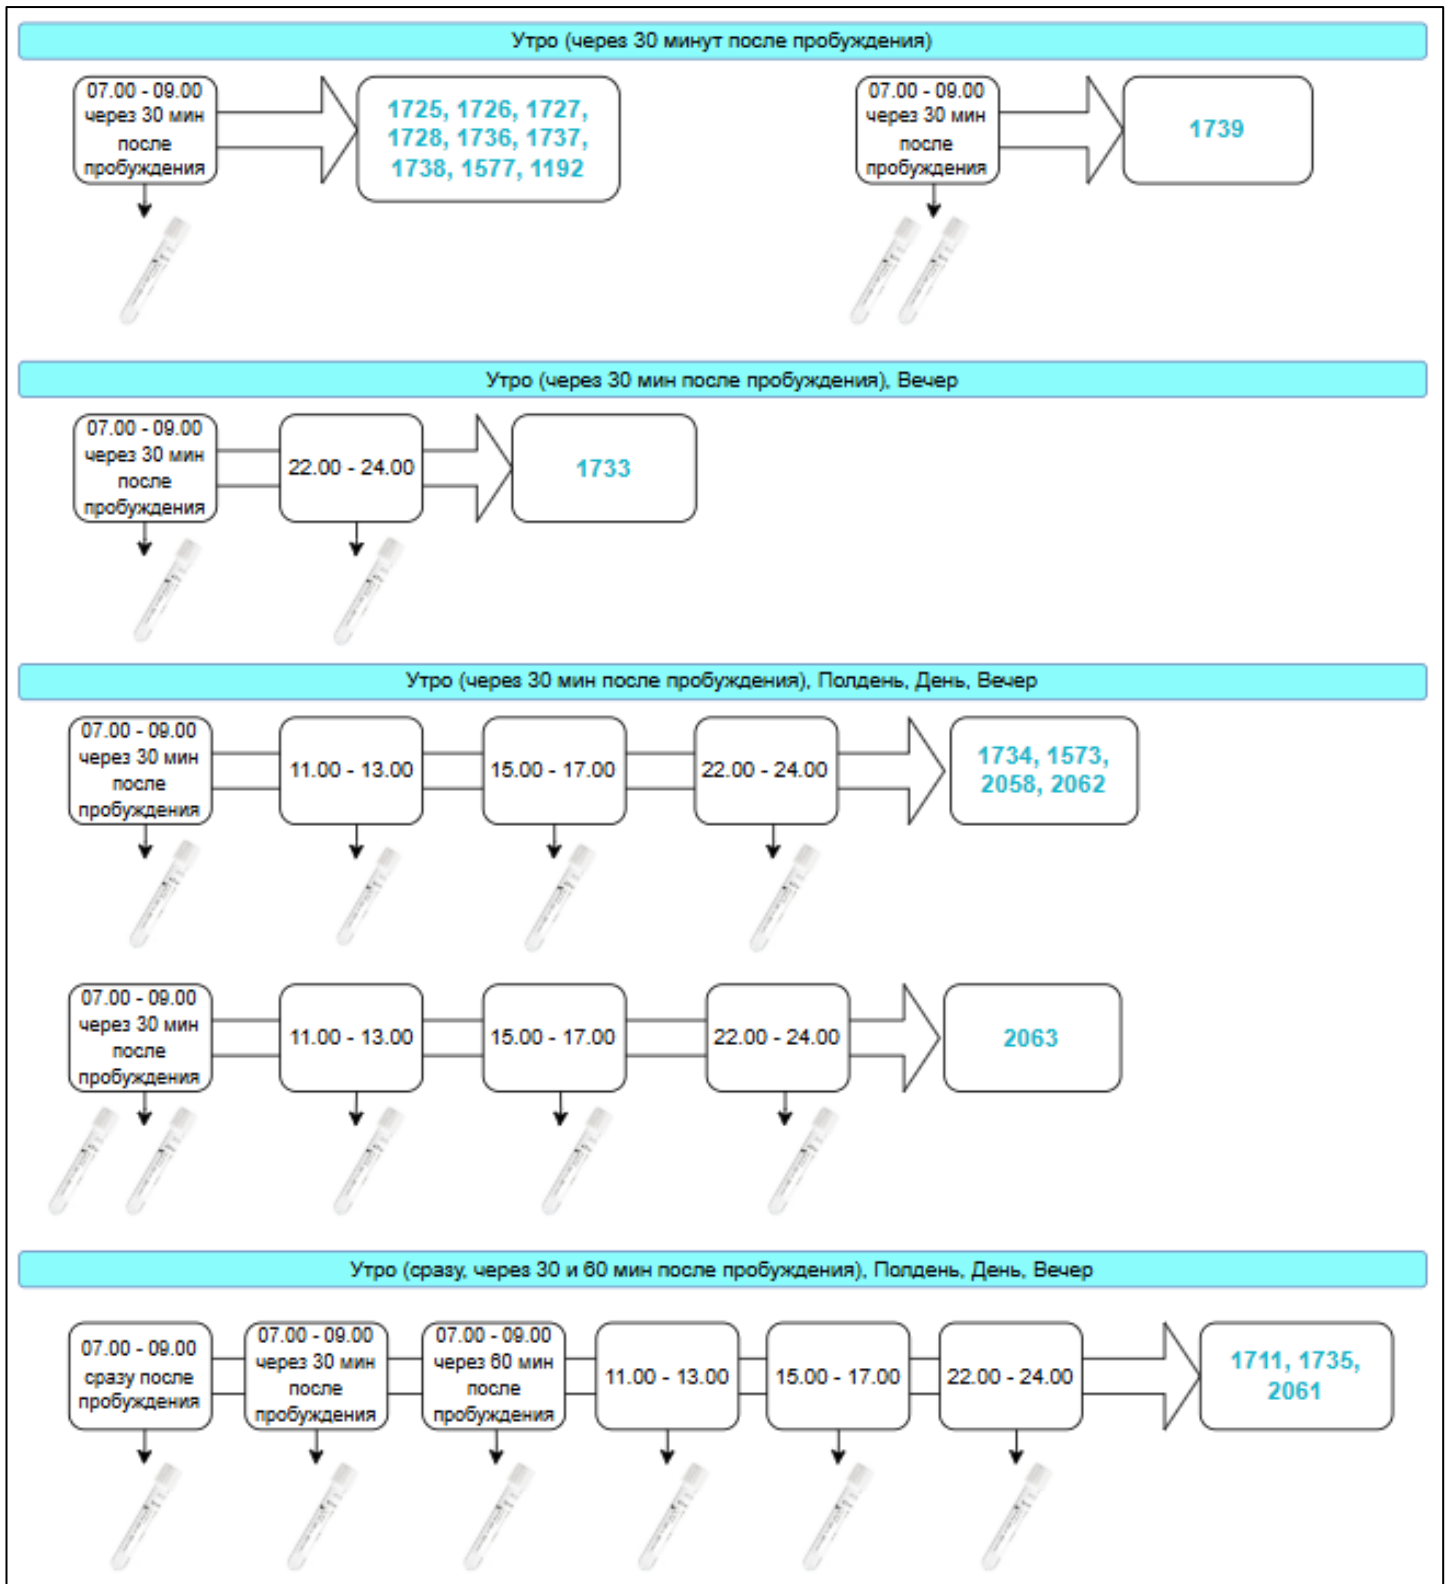 Утро (через 30 минут после пробуждения)
07.00 - 09.00
через 30 мин
после
пробуждения
1725, 1726, 1727,
1728, 1736, 1737,
1738, 1577, 1192
07.00 - 09.00
через 30 мин
после
пробуждения
1739
Утро (через 30 мин после пробуждения), Вечер
07.00 - 09.00
через 30 мин
после
пробуждения
22.00 - 24.00
1733
Утро (через 30 мин после пробуждения), Полдень, День, Вечер
07.00 - 09.00
через 30 мин
после
пробуждения
11.00 - 13.00
15.00 - 17.00
22.00 - 24.00
1734, 1573,
2058, 2062
07.00 - 09.00
через 30 мин
после
пробуждения
11.00 - 13.00
15.00 - 17.00
22.00 - 24.00
2063
Утро (сразу, через 30 и 60 мин после пробуждения), Полдень, День, Вечер
07.00 - 09.00
сразу после
пробуждения
07.00 - 09.00
через 30 мин
после
пробуждения
07.00 - 09.00
через 60 мин
после
пробуждения
11.00 - 13.00
15.00 - 17.00
22.00 - 24.00
1711, 1735,
2061